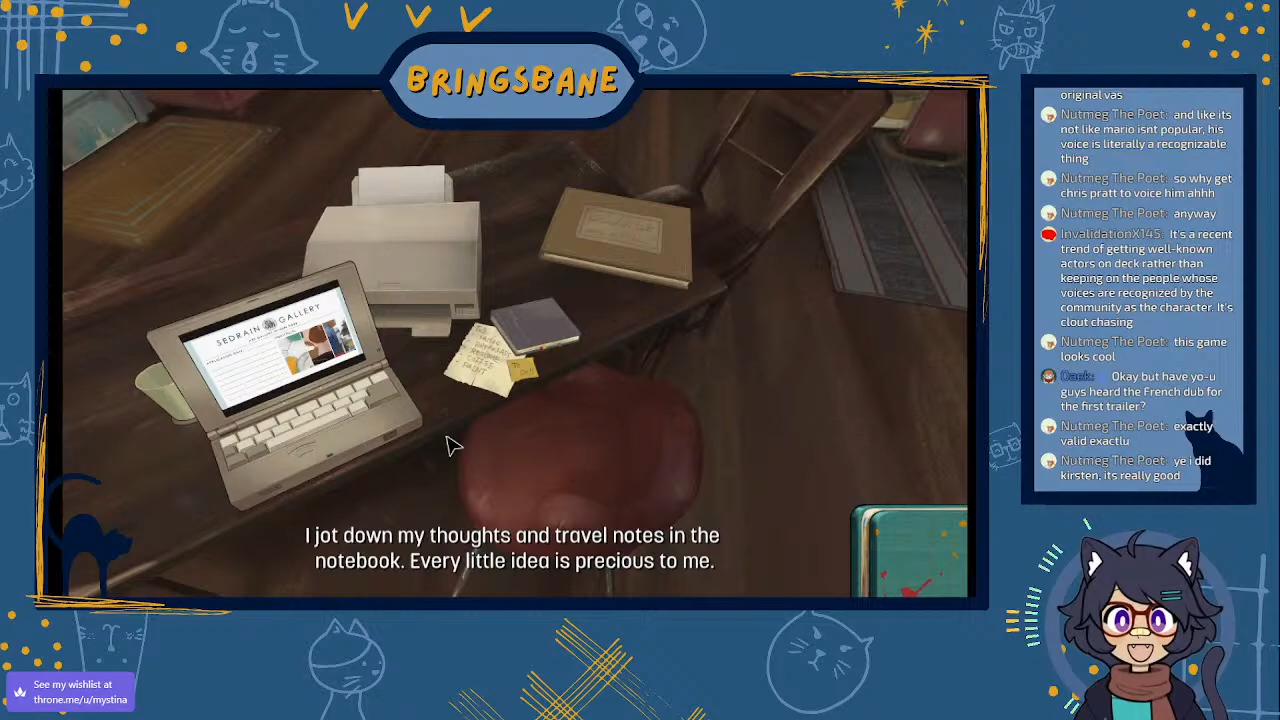 BRINGSBANE
SEDRAIN GALLERY
I jot down my thoughts and travel notes in the
notebook. Every little idea is precious to me.
original vas
Nutmeg The Poet: and like its
not like mario isnt popular, his
voice is literally a recognizable
thing
Nutmeg The Poet: so why get
chris pratt to voice him ahhh
Nutmeg The Poet: anyway
InvalidationX145: It's a recent
trend of getting well-known
actors on deck rather than
keeping on the people whose
voices are recognized by the
community as the character. It's
clout chasing
Nutmeg The Poet: this game
looks cool
Daek: Okay but have yo-u
guys heard the French dub for
the first trailer?
Nutmeg The Poet: exactly
valid exactlu
Nutmeg The Poet: ye i did
kirsten, its really good
See my wishlist at
throne.me/u/mystina